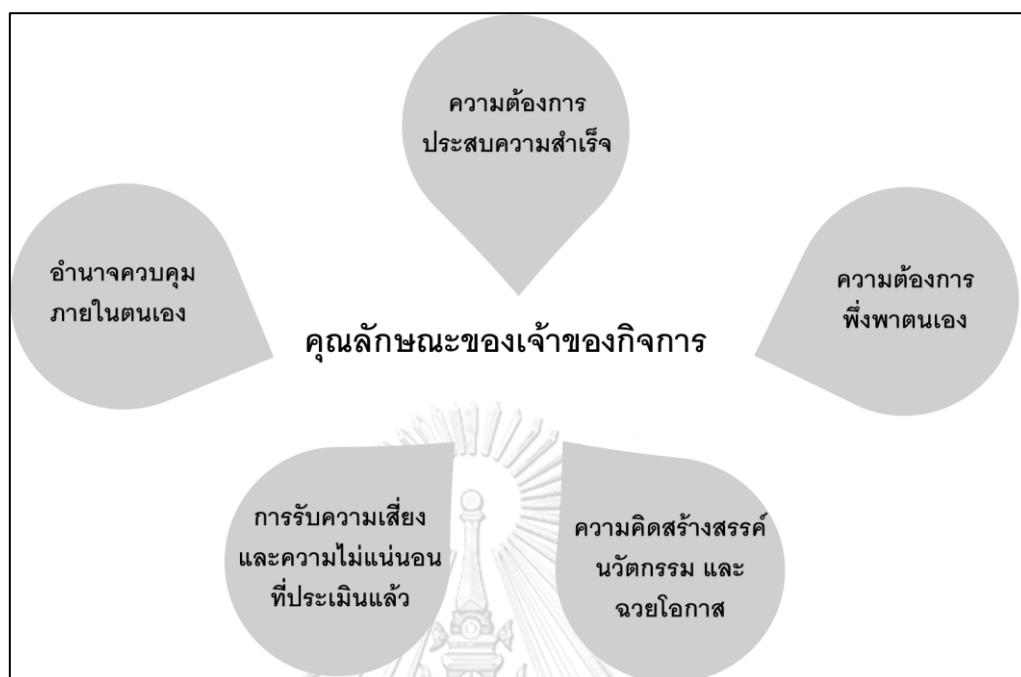 ความต้องการ
ประสบความสำเร็จ
อำนาจควบคุม
ภายในตนเอง
ความต้องการ
พึ่งพาตนเอง
คุณลักษณะของเจ้าของกิจการ
การรับความเสี่ยง
และความไม่แน่นอน
ที่ประเมินแล้ว
ความคิดสร้างสรรค์
นวัตกรรม และ
ฉวยโอกาส